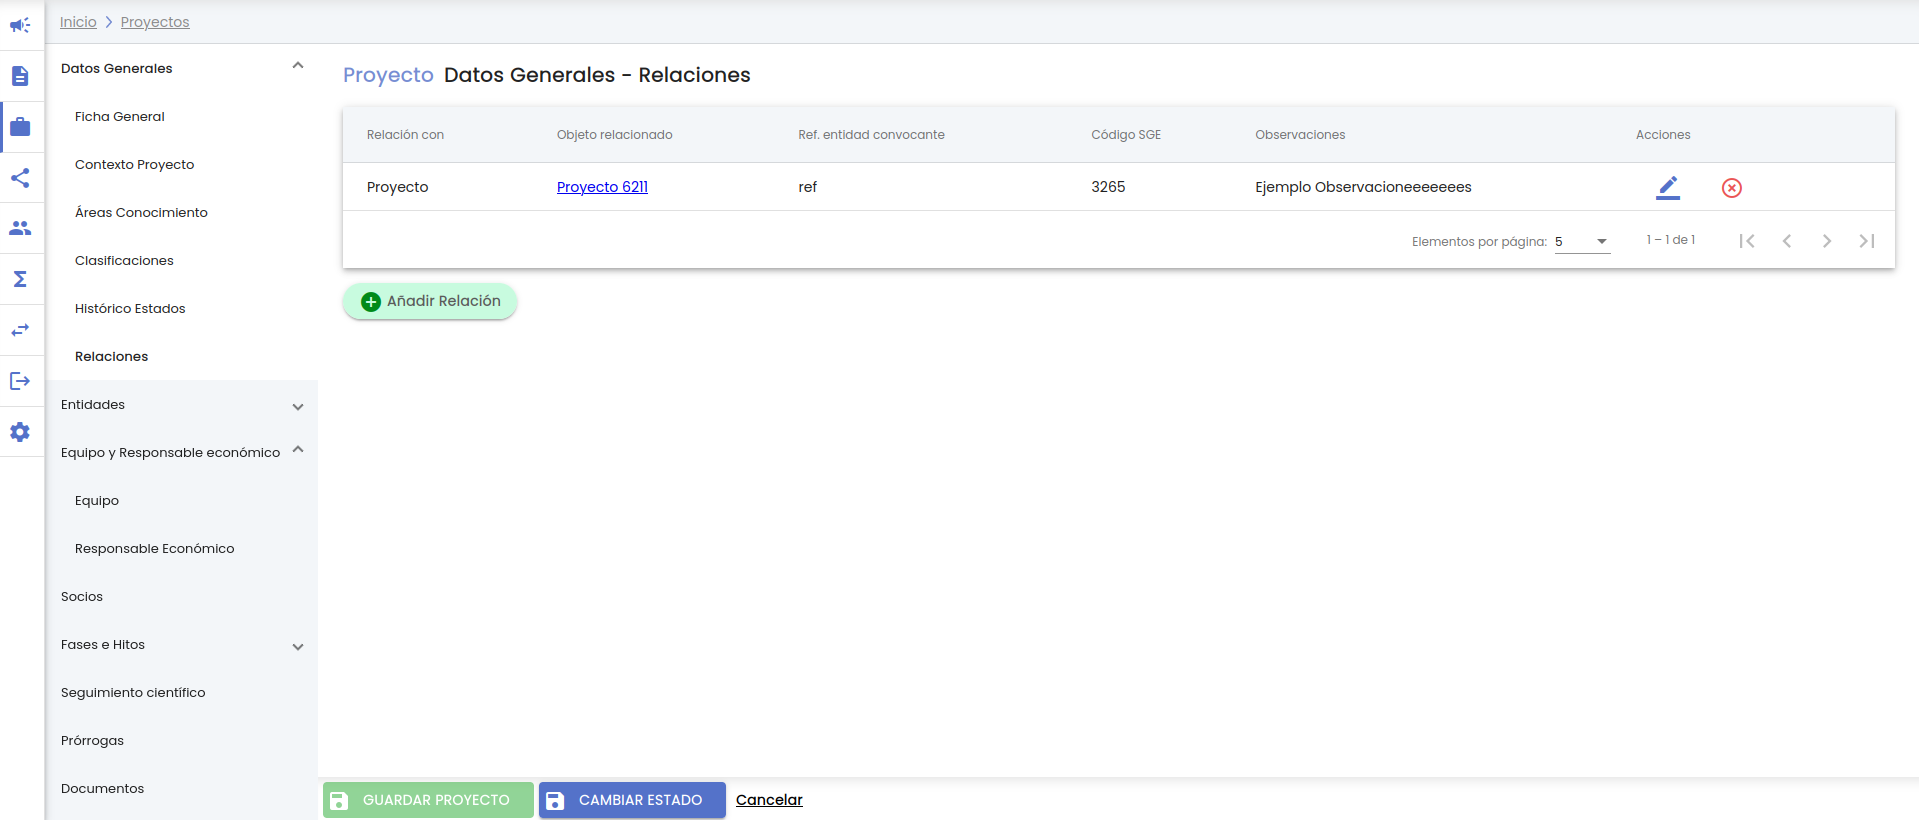 Inicio Proyectos
Datos Generales
Ficha General
Contexto Proyecto
Áreas Conocimiento
Clasificaciones
Histórico Estados
Relaciones
Entidades
Equipo y Responsable económico
Equipo
Responsable Económico
Socios
Fases e Hitos
Seguimiento científico
Prórrogas
Documentos
Proyecto Datos Generales - Relaciones
Relación con Objeto relacionado Ref. entidad convocante Código SGE Observaciones Acciones
Proyecto Proyecto 6211 ref 3265 Ejemplo Observacioneeeeeees
Elementos por página: 5 1 – 1 de 1
Añadir Relación
GUARDAR PROYECTO CAMBIAR ESTADO Cancelar